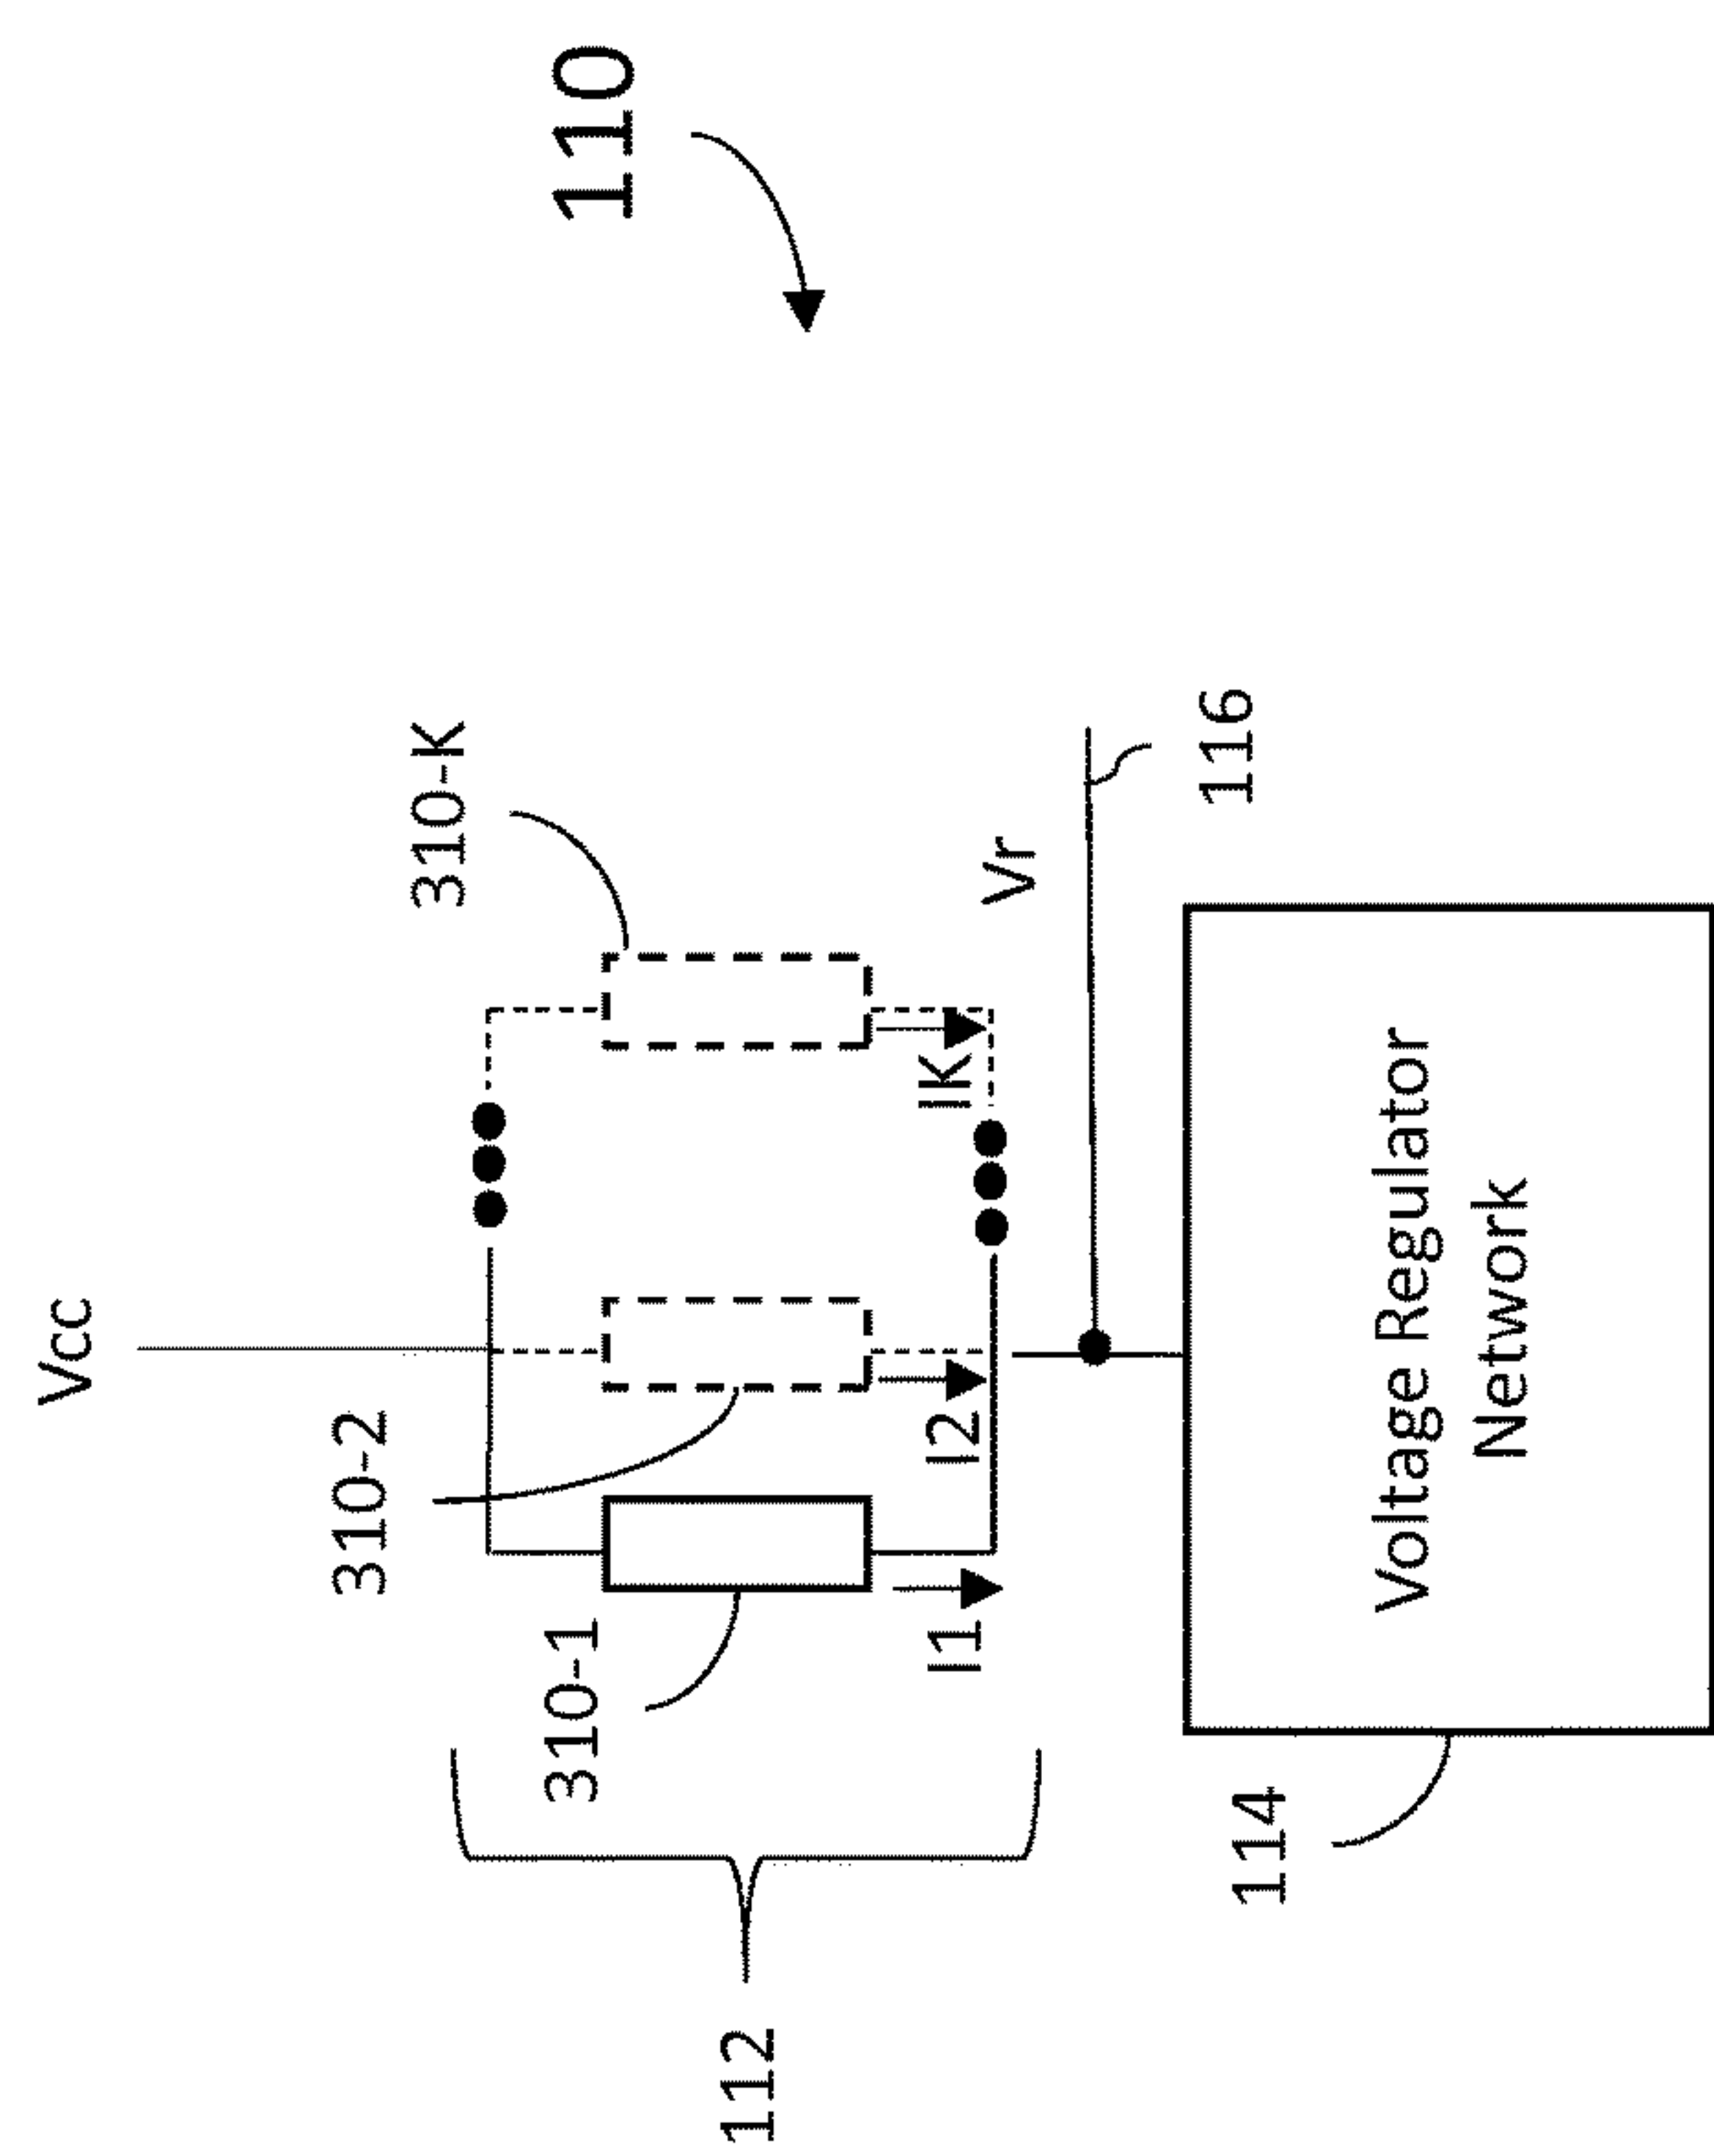 110
Vcc
310-2
310-K
310-1
112
I1
I2
IK
Vr
116
114
Voltage Regulator
Network